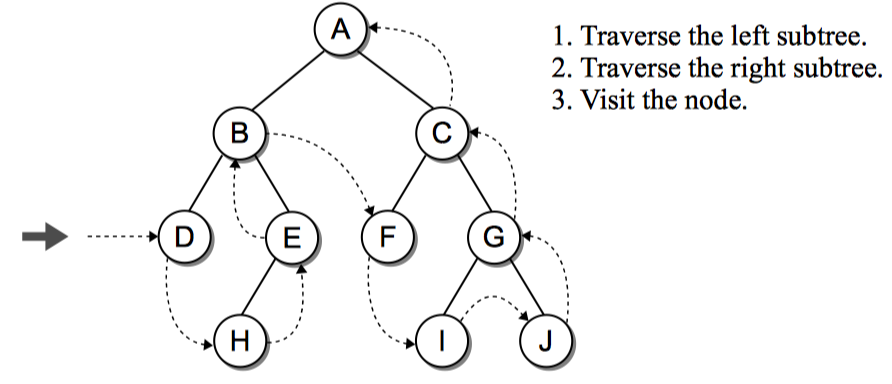 A
1. Traverse the left subtree.
2. Traverse the right subtree.
3. Visit the node.
B
C
D
E
F
G
H
I
J